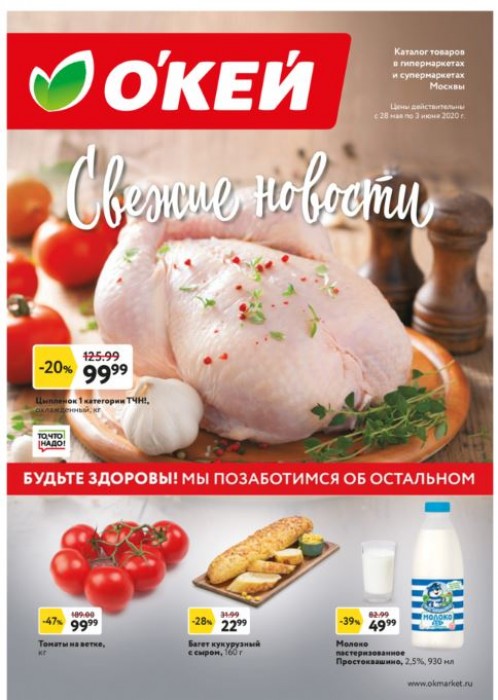 О'КЕЙ
Каталог товаров
в гипермаркетах
и супермаркетах
Москвы
Цены действительны
с 28 мая по 3 июня 2020 г.
Свежие новости
-20%
125.99
99 99
Цыпленок 1 категории ТЧН!,
охлажденный, кг
ТО, ЧТО
НАДО!
БУДЬТЕ ЗДОРОВЫ! МЫ ПОЗАБОТИМСЯ ОБ ОСТАЛЬНОМ
-47%
189.00
99 99
Томаты на ветке,
кг
-28%
31.99
22 99
Багет кукурузный
с сыром, 160 г
-39%
82.99
49 99
Молоко
пастеризованное
Простоквашино, 2,5%, 930 мл
МОЛОКО
www.okmarket.ru